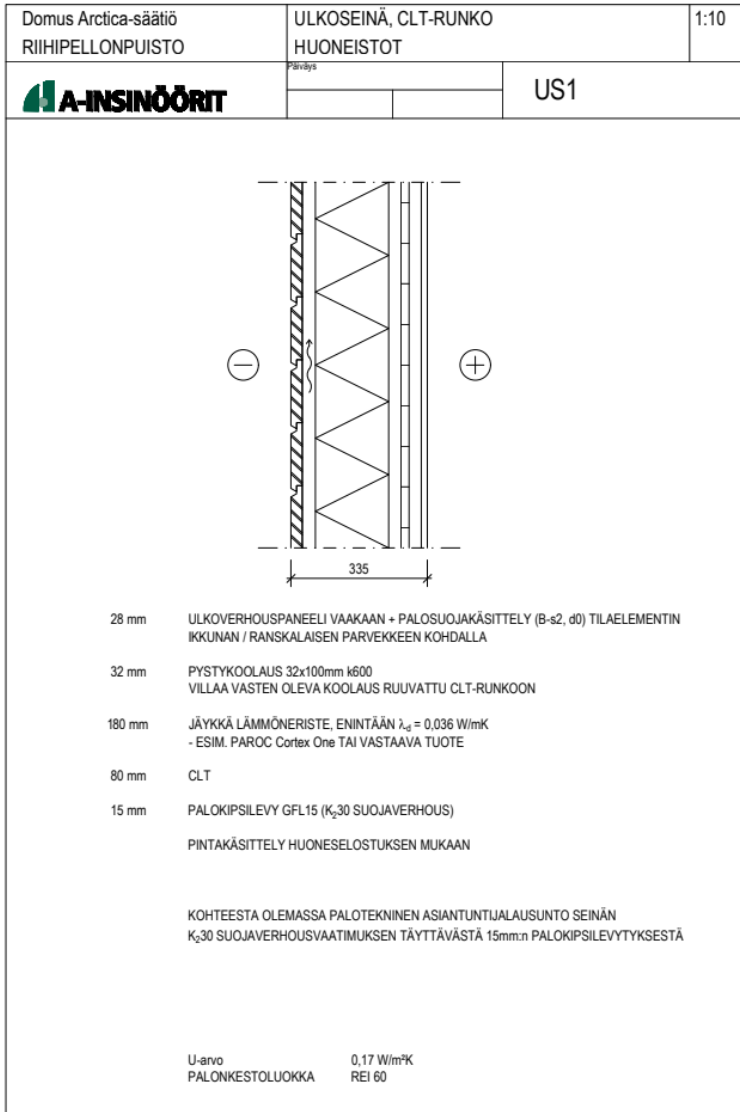 Domus Arctica-säätiö
RIIHIPELLONPUISTO
ULKOSEINÄ, CLT-RUNKO
HUONEISTOT
1:10
A-INSINÖÖRIT
Päiväys
US1
335
28 mm ULKOVERHOUSPANEELI VAAKAAN + PALOSUOJAKÄSITTELY (B-s2, d0) TILAELEMENTIN
IKKUNAN / RANSKALAISEN PARVEKKEEN KOHDALLA
32 mm PYSTYKOOLAUS 32x100mm k600
VILLAA VASTEN OLEVA KOOLAUS RUUVATTU CLT-RUNKOON
180 mm JÄYKKÄ LÄMMÖNERISTE, ENINTÄÄN λd = 0,036 W/mK
- ESIM. PAROC Cortex One TAI VASTAAVA TUOTE
80 mm CLT
15 mm PALOKIPSILEVY GFL15 (K₂30 SUOJAVERHOUS)
PINTAKÄSITTELY HUONESELOSTUKSEN MUKAAN
KOHTEESTA OLEMASSA PALOTEKNINEN ASIANTUNTIJALAUSUNTO SEINÄN
K₂30 SUOJAVERHOUSVAATIMUKSEN TÄYTTÄVÄSTÄ 15mm:n PALOKIPSILEVYTYKSESTÄ
U-arvo 0,17 W/m²K
PALONKESTOLUOKKA REI 60